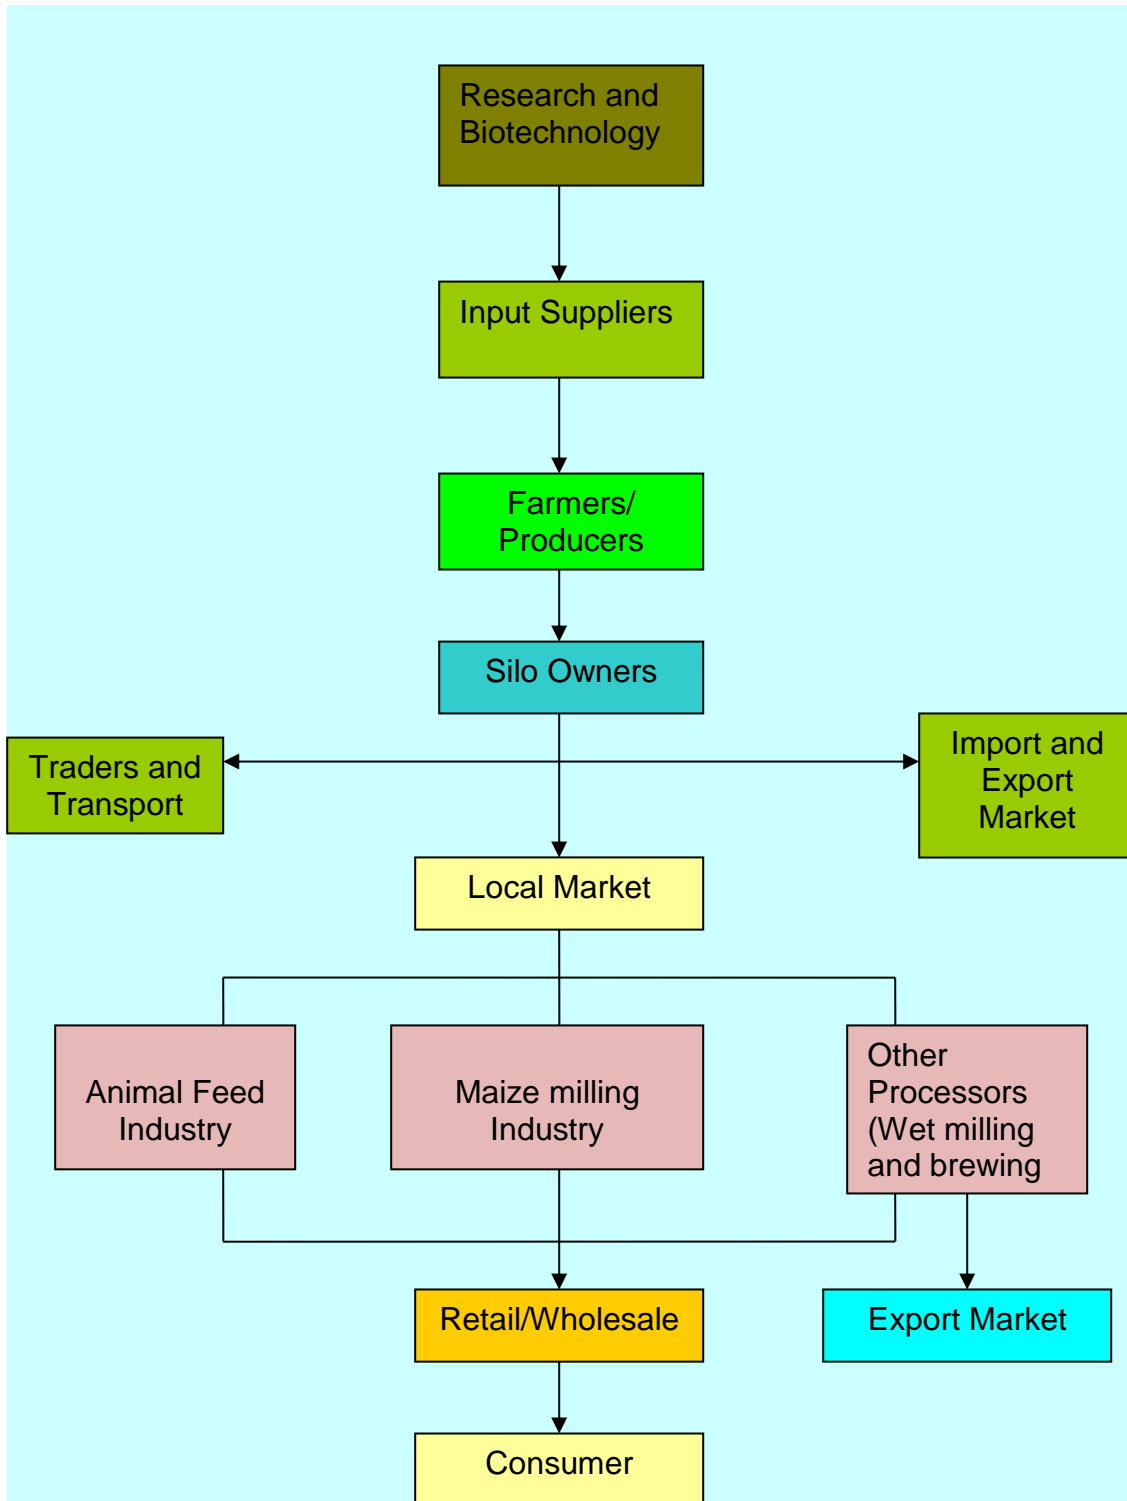 Research and
Biotechnology
Input Suppliers
Farmers/
Producers
Silo Owners
Traders and
Transport
Import and
Export
Market
Local Market
Animal Feed
Industry
Maize milling
Industry
Other
Processors
(Wet milling
and brewing
Retail/Wholesale
Export Market
Consumer